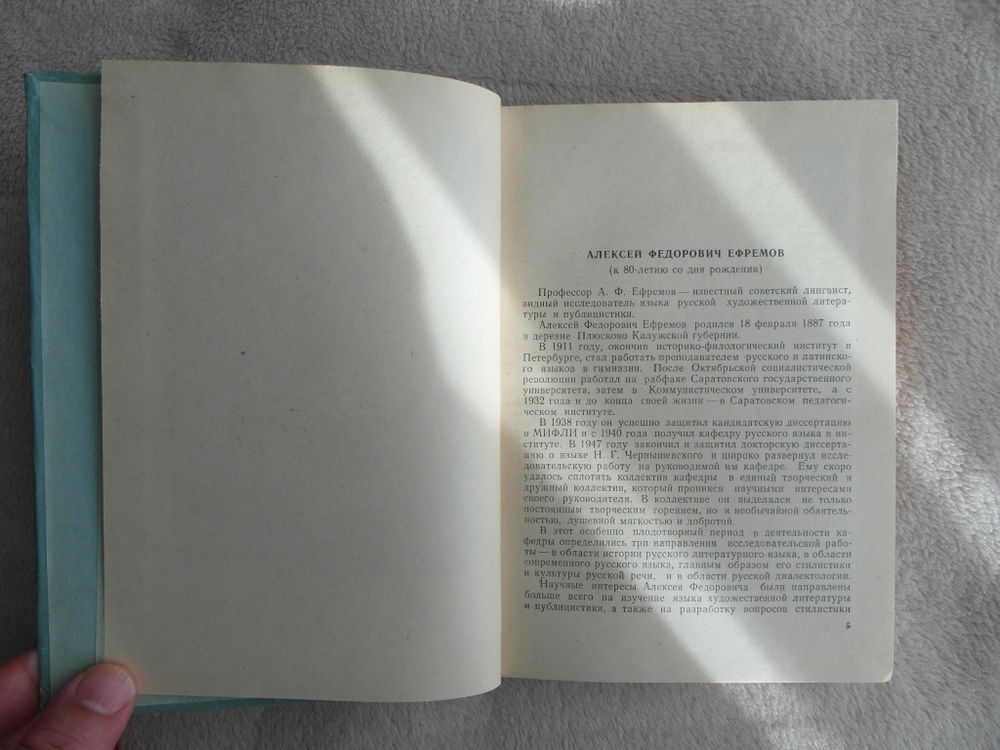 АЛЕКСЕЙ ФЕДОРОВИЧ ЕФРЕМОВ
(к 80-летию со дня рождения)
Профессор А. Ф. Ефремов — известный советский лингвист,
видный исследователь языка русской художественной литера-
туры и публицистики.
Алексей Федорович Ефремов родился 18 февраля 1887 года
в деревне Плюсково Калужской губернии.
В 1911 году, окончив историко-филологический институт в
Петербурге, стал работать преподавателем русского и латинско-
го языков в гимназии. После Октябрьской социалистической
революции работал на рабфаке Саратовского государственного
университета, затем в Коммунистическом университете, а с
1932 года и до конца своей жизни — в Саратовском педагоги-
ческом институте.
В 1938 году он успешно защитил кандидатскую диссертацию
в МИФЛИ и с 1940 года получил кафедру русского языка в ин-
ституте. В 1947 году закончил и защитил докторскую диссерта-
цию о языке Н. Г. Чернышевского и широко развернул иссле-
довательскую работу на руководимой им кафедре. Ему скоро
удалось сплотить коллектив кафедры в единый творческий и
дружный коллектив, который проникся научными интересами
своего руководителя. В коллективе он выделялся не только
постоянным творческим горением, но и необычайной обаятель-
ностью, душевной мягкостью и добротой.
В этот особенно плодотворный период в деятельности ка-
федры определились три направления исследовательской рабо-
ты — в области истории русского литературного языка, в области
современного русского языка, главным образом его стилистики
и культуры русской речи, и в области русской диалектологии.
Научные интересы Алексея Федоровича были направлены
больше всего на изучение языка художественной литературы
и публицистики, а также на разработку вопросов стилистики
5